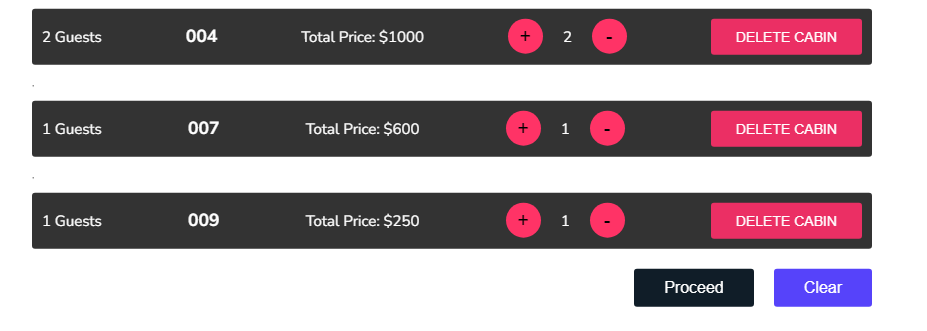 2 Guests 004 Total Price: $1000 + 2 - DELETE CABIN
.
1 Guests 007 Total Price: $600 + 1 - DELETE CABIN
.
1 Guests 009 Total Price: $250 + 1 - DELETE CABIN
Proceed Clear